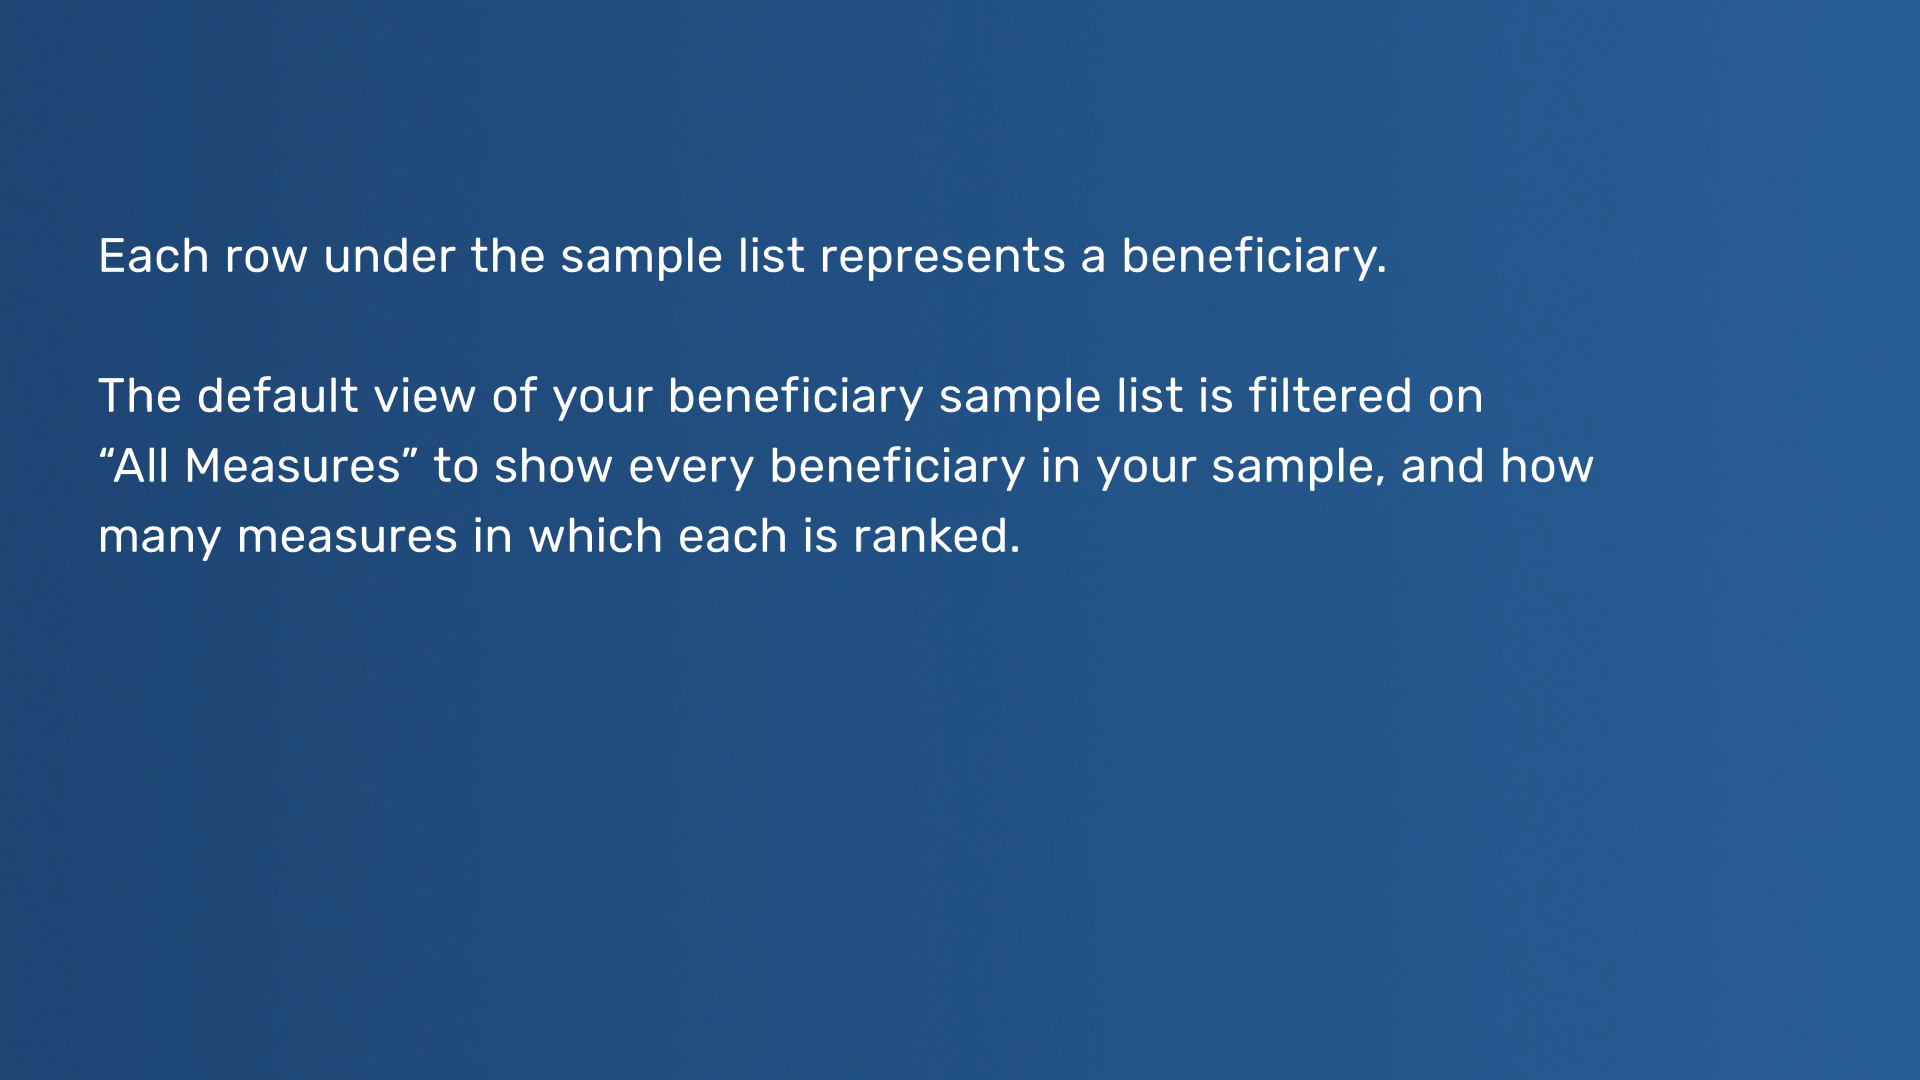 Each row under the sample list represents a beneficiary.
The default view of your beneficiary sample list is filtered on
“All Measures” to show every beneficiary in your sample, and how
many measures in which each is ranked.